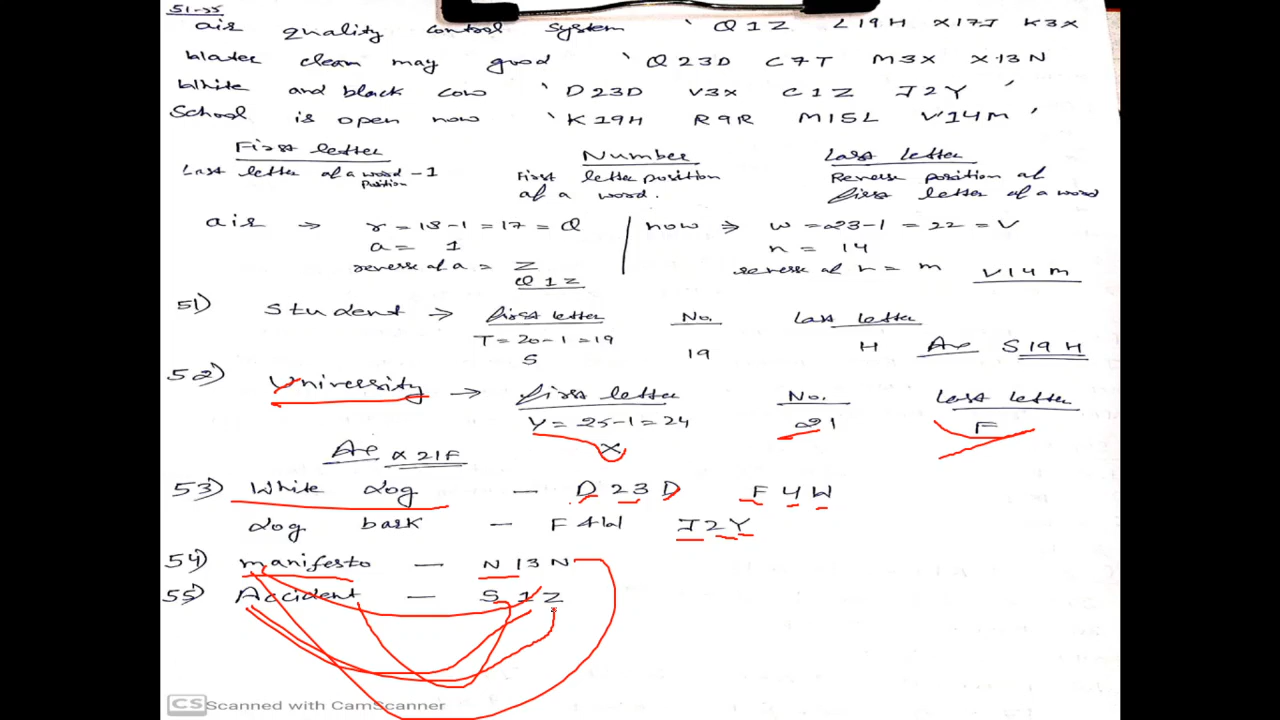 51-55
air quality control system ' Q1Z L19H X17J K3X
blater clean may good ' Q23D C7T M3X X13N
White and black cow ' D23D V3X C1Z J2Y '
School is open now ' K19H R9R M15L V14M '
First letter Number Last letter
Last letter of a word -1 First letter position Reverse position of
Position of a word. first letter of a word
air → r = 18-1 = 17 = Q now ⇒ w = 23-1 = 22 = V
a = 1 n = 14
reverse of a = Z reverse of n = m V14m
Q1Z
51) Student → first letter No. Last letter
T = 20-1 = 19 19 H Ans S19H
S
52) University → first letter No. Last letter
Y = 25-1 = 24 21 F
Ans X21F X
53) White dog - D23D F4W
dog bark - F4W J2Y
54) manifesto - N13N
55) Accident - S1Z
CS Scanned with CamScanner